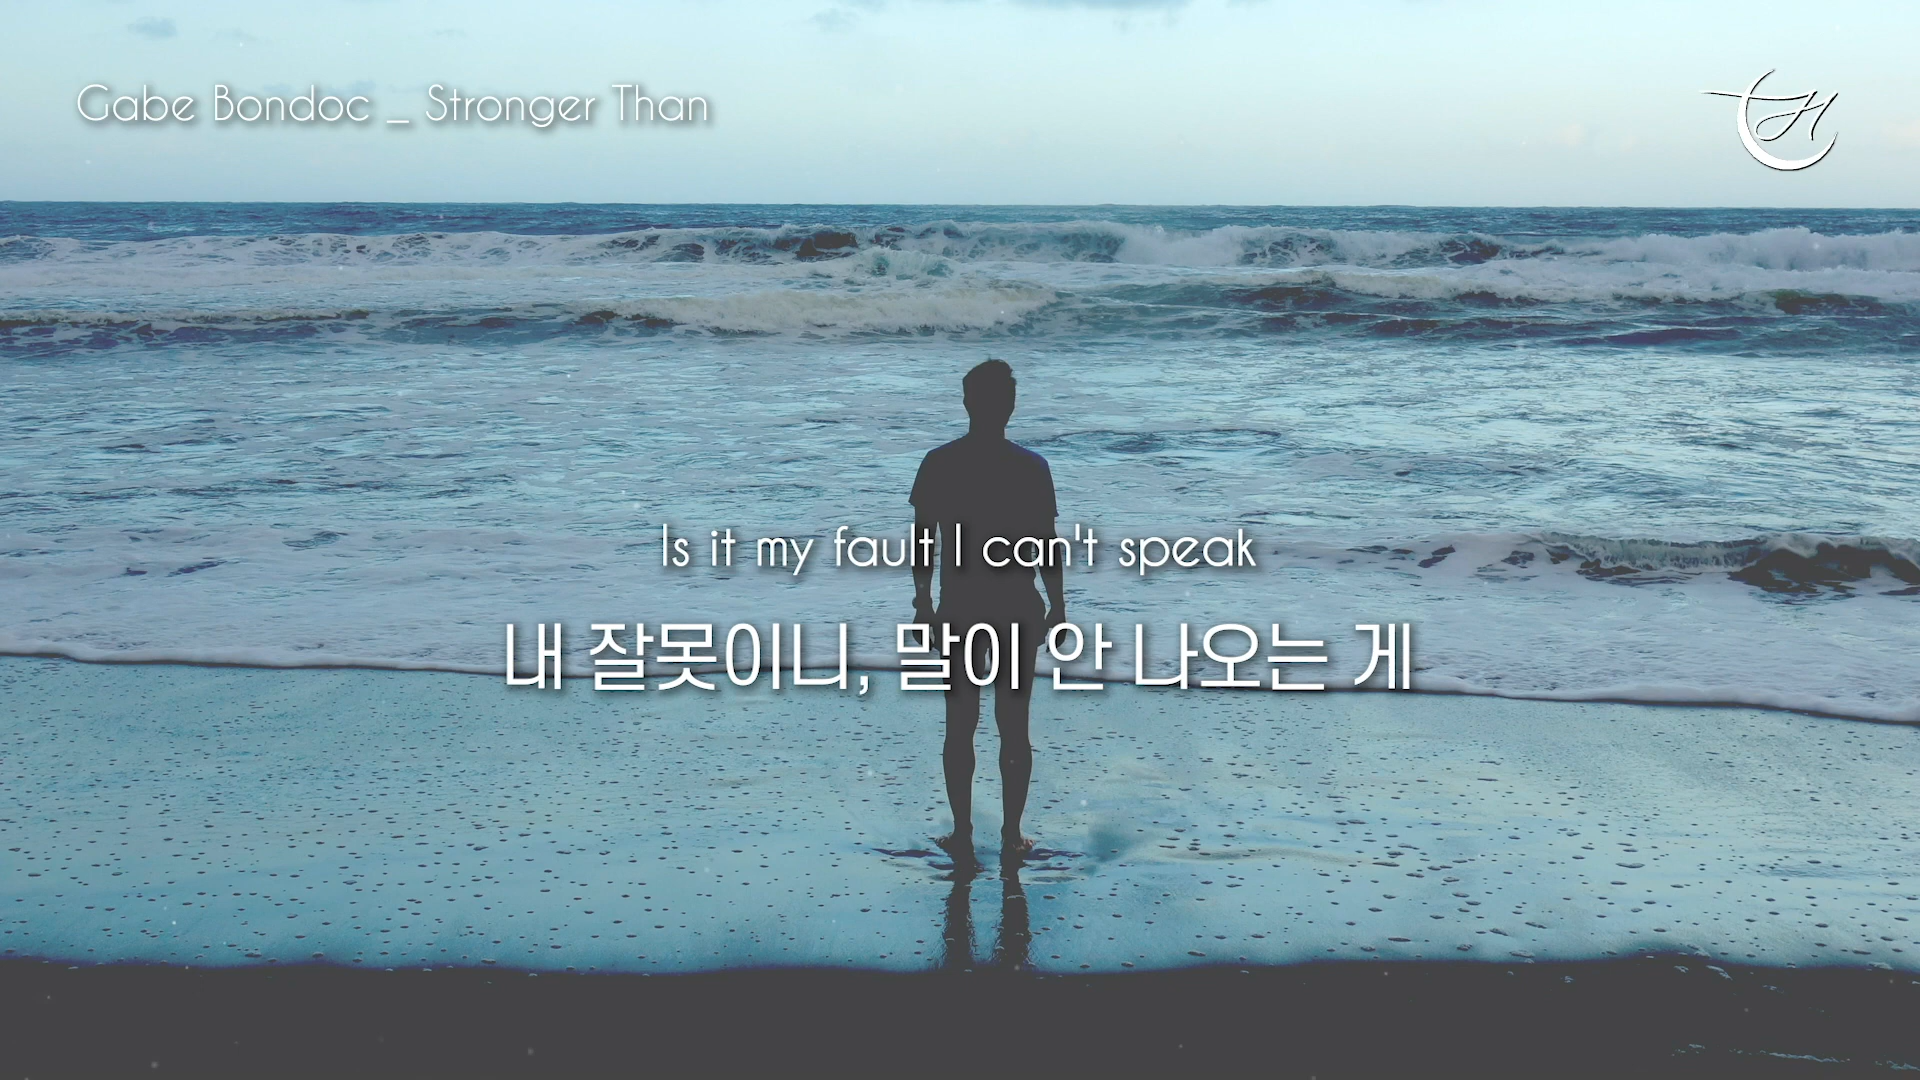 Gabe Bondoc _ Stronger Than
Is it my fault I can't speak
내 잘못이니, 말이 안 나오는 게